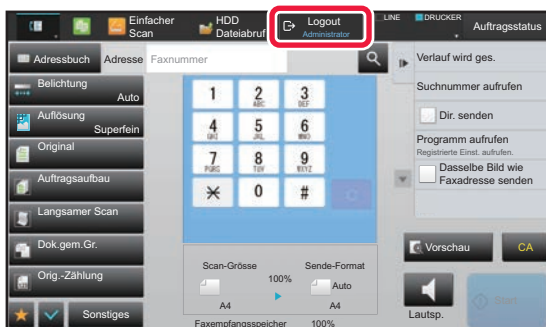 Einfacher
Scan
HDD
Dateiabruf
Logout
Administrator
LINE
DRUCKER
Auftragsstatus
Adressbuch
Adresse
Faxnummer
Verlauf wird ges.
Belichtung
Auto
Suchnummer aufrufen
Auflösung
Superfein
Dir. senden
Original
Programm aufrufen
Registrierte Einst. aufrufen.
Auftragsaufbau
Dasselbe Bild wie
Faxadresse senden
Langsamer Scan
1
2
ABC
3
DEF
4
GHI
5
JKL
6
MNO
7
PQRS
8
TUV
9
WXYZ
0
#
Dok.gem.Gr.
Vorschau
CA
Orig.-Zählung
Scan-Grösse
Sende-Format
100%
Auto
A4
A4
Start
Sonstiges
Lautsp.
Faxempfangsspeicher
100%